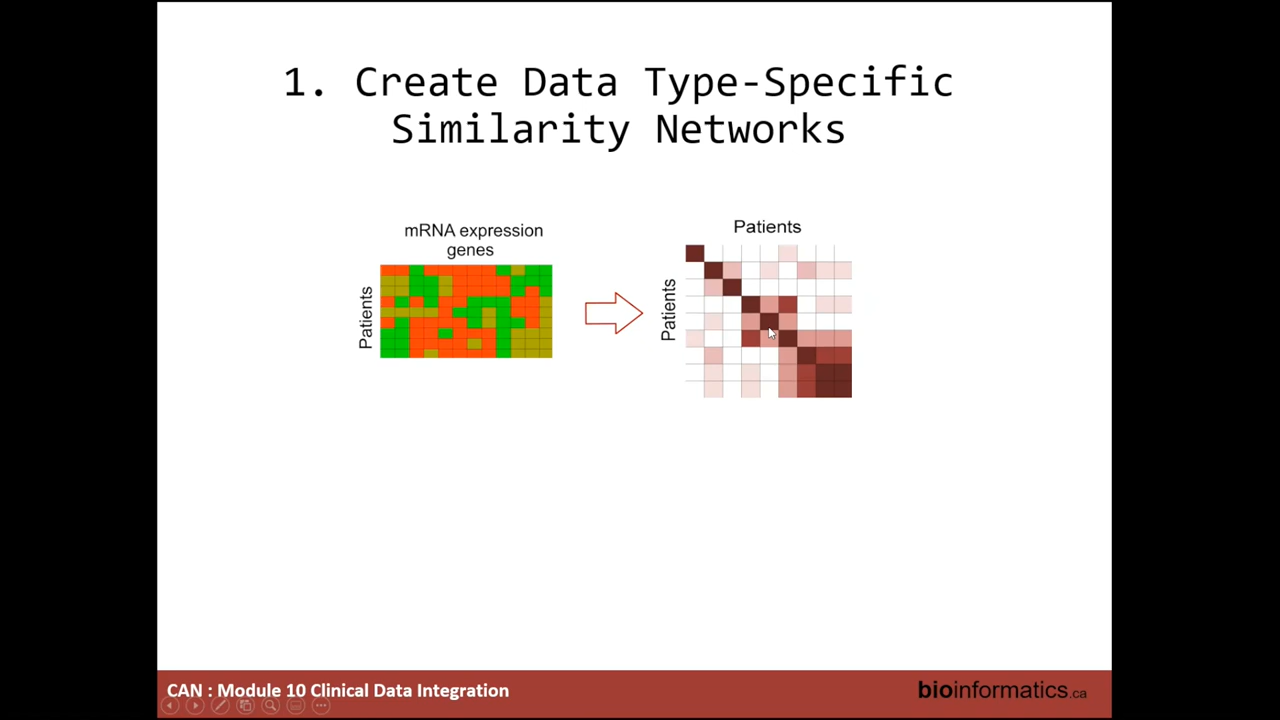 1. Create Data Type-Specific
Similarity Networks
mRNA expression
genes
Patients
Patients
Patients
CAN : Module 10 Clinical Data Integration
bioinformatics.ca